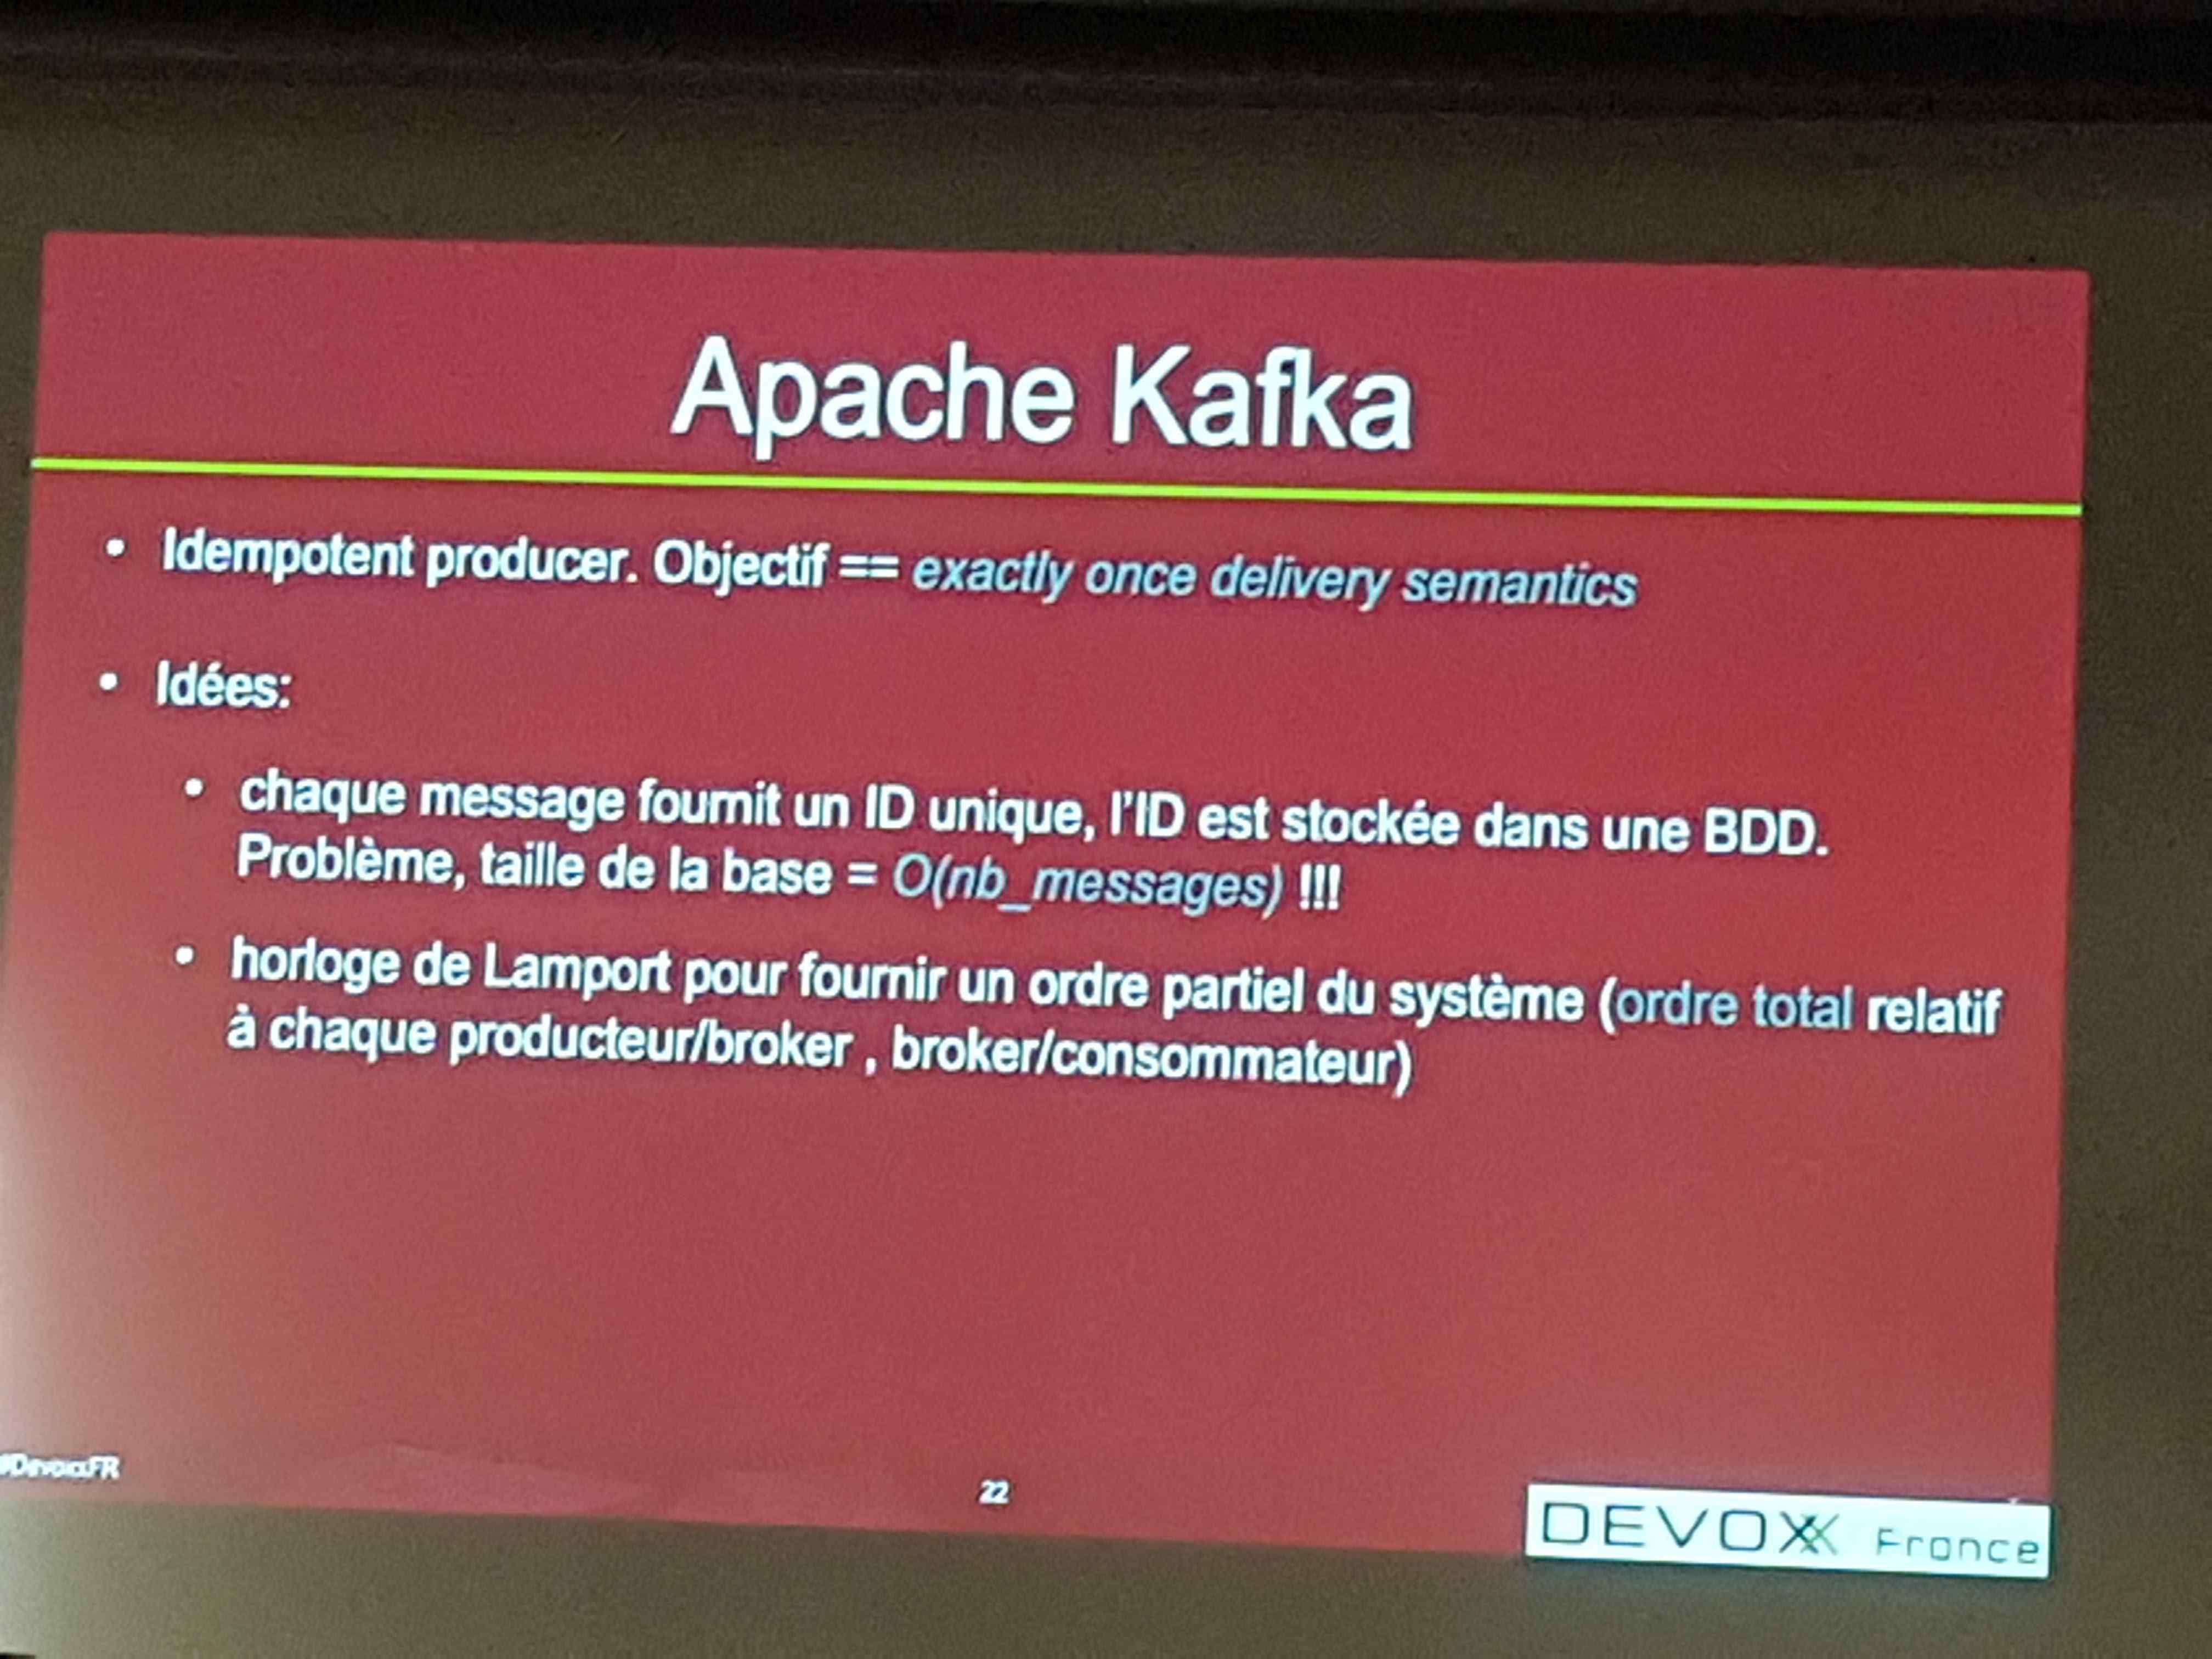 Apache Kafka
• Idempotent producer. Objectif == exactly once delivery semantics
• Idées:
• chaque message fournit un ID unique, l'ID est stockée dans une BDD.
Problème, taille de la base = O(nb_messages) !!!
• horloge de Lamport pour fournir un ordre partiel du système (ordre total relatif
à chaque producteur/broker , broker/consommateur)
#DevoxxFR
22
DEVOXX France